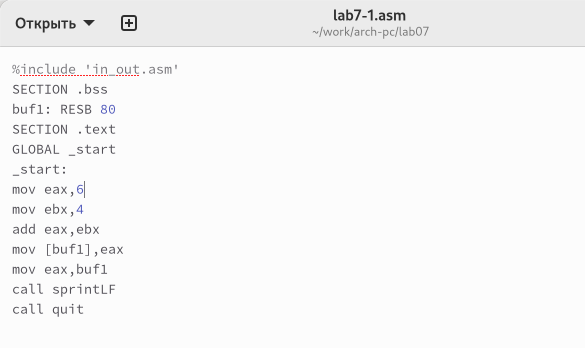 Открыть
lab7-1.asm
~/work/arch-pc/lab07
%include 'in_out.asm'
SECTION .bss
buf1: RESB 80
SECTION .text
GLOBAL _start
_start:
mov eax,6
mov ebx,4
add eax,ebx
mov [buf1],eax
mov eax,buf1
call sprintLF
call quit